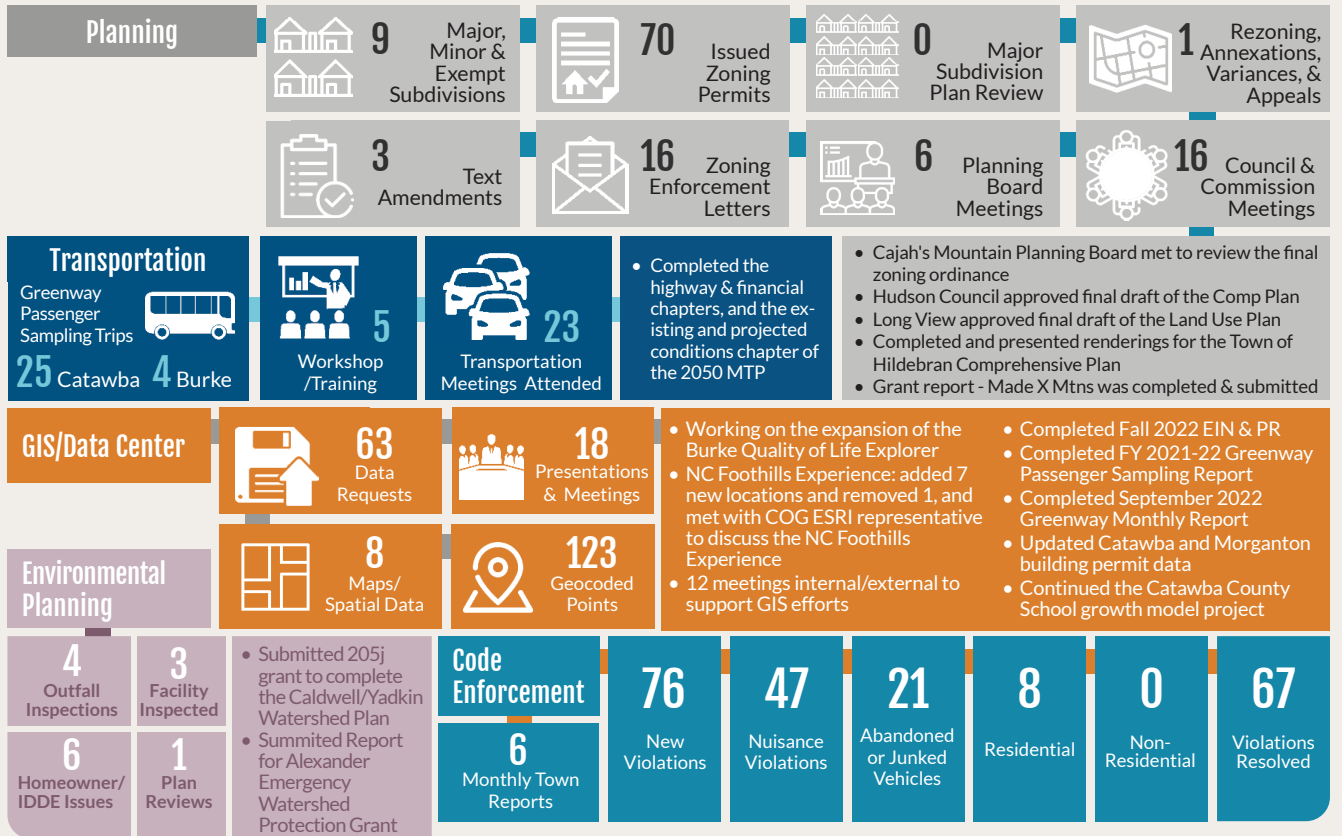 Planning
9
Major,
Minor &
Exempt
Subdivisions
70
Issued
Zoning
Permits
0
Major
Subdivision
Plan Review
1
Rezoning,
Annexations,
Variances, &
Appeals
3
Text
Amendments
16
Zoning
Enforcement
Letters
6
Planning
Board
Meetings
16
Council &
Commission
Meetings
Transportation
Greenway
Passenger
Sampling Trips
25 Catawba 4 Burke
5
Workshop
/Training
23
Transportation
Meetings Attended
• Completed the
highway & financial
chapters, and the ex-
isting and projected
conditions chapter of
the 2050 MTP
• Cajah's Mountain Planning Board met to review the final
zoning ordinance
• Hudson Council approved final draft of the Comp Plan
• Long View approved final draft of the Land Use Plan
• Completed and presented renderings for the Town of
Hildebran Comprehensive Plan
• Grant report - Made X Mtns was completed & submitted
GIS/Data Center
63
Data
Requests
18
Presentations
& Meetings
8
Maps/
Spatial Data
123
Geocoded
Points
• Working on the expansion of the
Burke Quality of Life Explorer
• NC Foothills Experience: added 7
new locations and removed 1, and
met with COG ESRI representative
to discuss the NC Foothills
Experience
• 12 meetings internal/external to
support GIS efforts
• Completed Fall 2022 EIN & PR
• Completed FY 2021-22 Greenway
Passenger Sampling Report
• Completed September 2022
Greenway Monthly Report
• Updated Catawba and Morganton
building permit data
• Continued the Catawba County
School growth model project
Environmental
Planning
4
Outfall
Inspections
3
Facility
Inspected
6
Homeowner/
IDDE Issues
1
Plan
Reviews
• Submitted 205j
grant to complete
the Caldwell/Yadkin
Watershed Plan
• Summited Report
for Alexander
Emergency
Watershed
Protection Grant
Code
Enforcement
6
Monthly Town
Reports
76
New
Violations
47
Nuisance
Violations
21
Abandoned
or Junked
Vehicles
8
Residential
0
Non-
Residential
67
Violations
Resolved